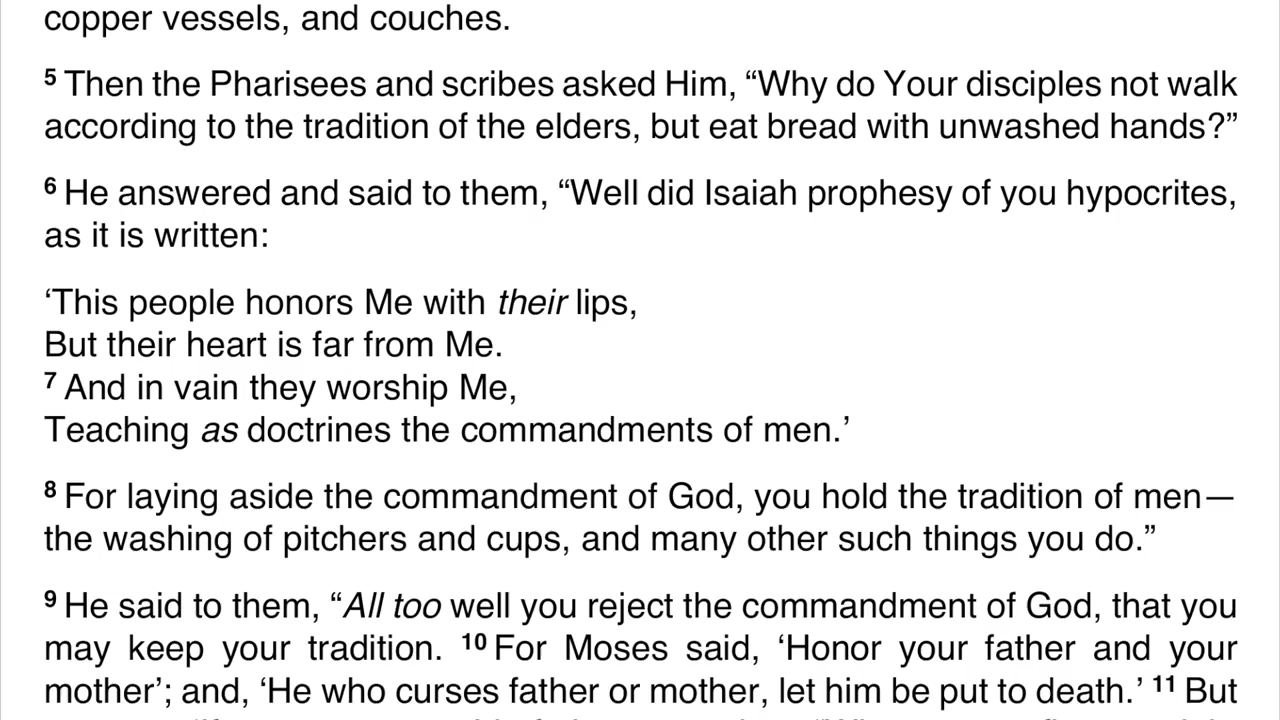 copper vessels, and couches.
5 Then the Pharisees and scribes asked Him, “Why do Your disciples not walk
according to the tradition of the elders, but eat bread with unwashed hands?”
6 He answered and said to them, “Well did Isaiah prophesy of you hypocrites,
as it is written:
‘This people honors Me with their lips,
But their heart is far from Me.
7 And in vain they worship Me,
Teaching as doctrines the commandments of men.’
8 For laying aside the commandment of God, you hold the tradition of men—
the washing of pitchers and cups, and many other such things you do.”
9 He said to them, “All too well you reject the commandment of God, that you
may keep your tradition. 10 For Moses said, ‘Honor your father and your
mother’; and, ‘He who curses father or mother, let him be put to death.’ 11 But